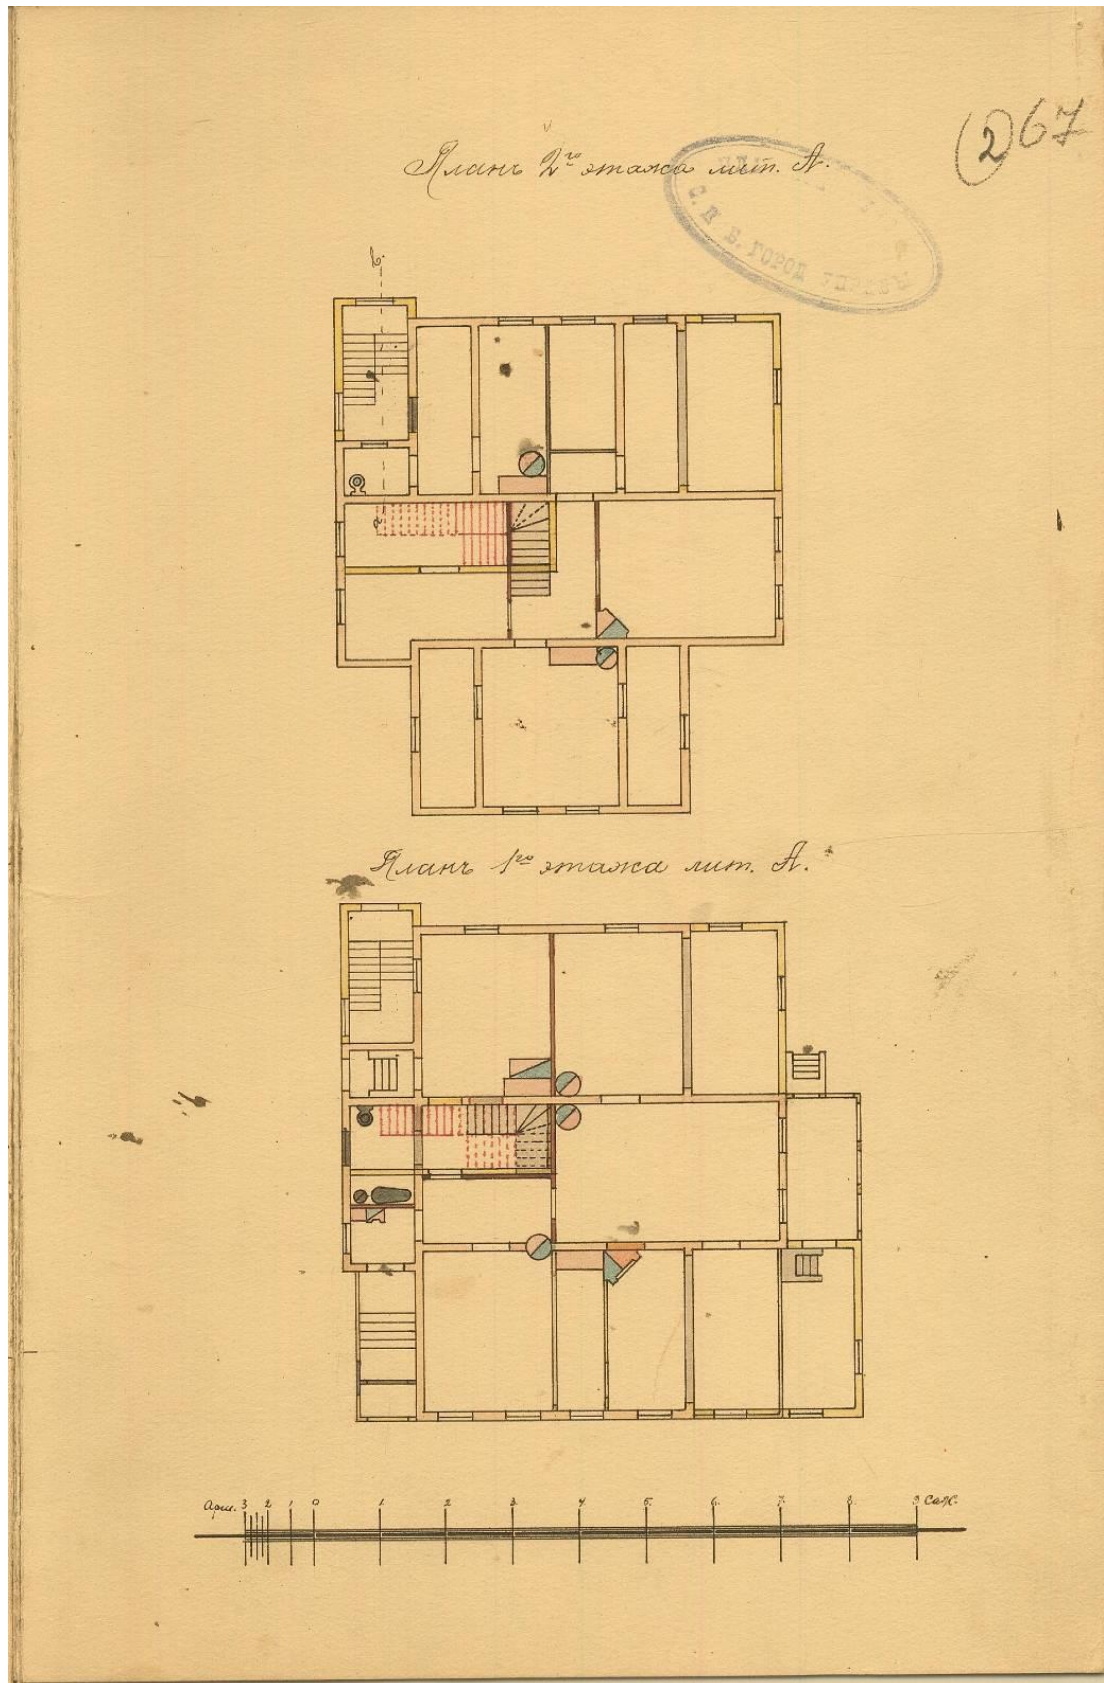 (2) 67
Планъ 2го этажа лит. А.
С. П Б. ГОРОД
б.
а
Планъ 1го этажа лит. А.
Арш. 3 2 1 0 1. 2 3. 4. 5. 6. 7. 8. 9 Саж.